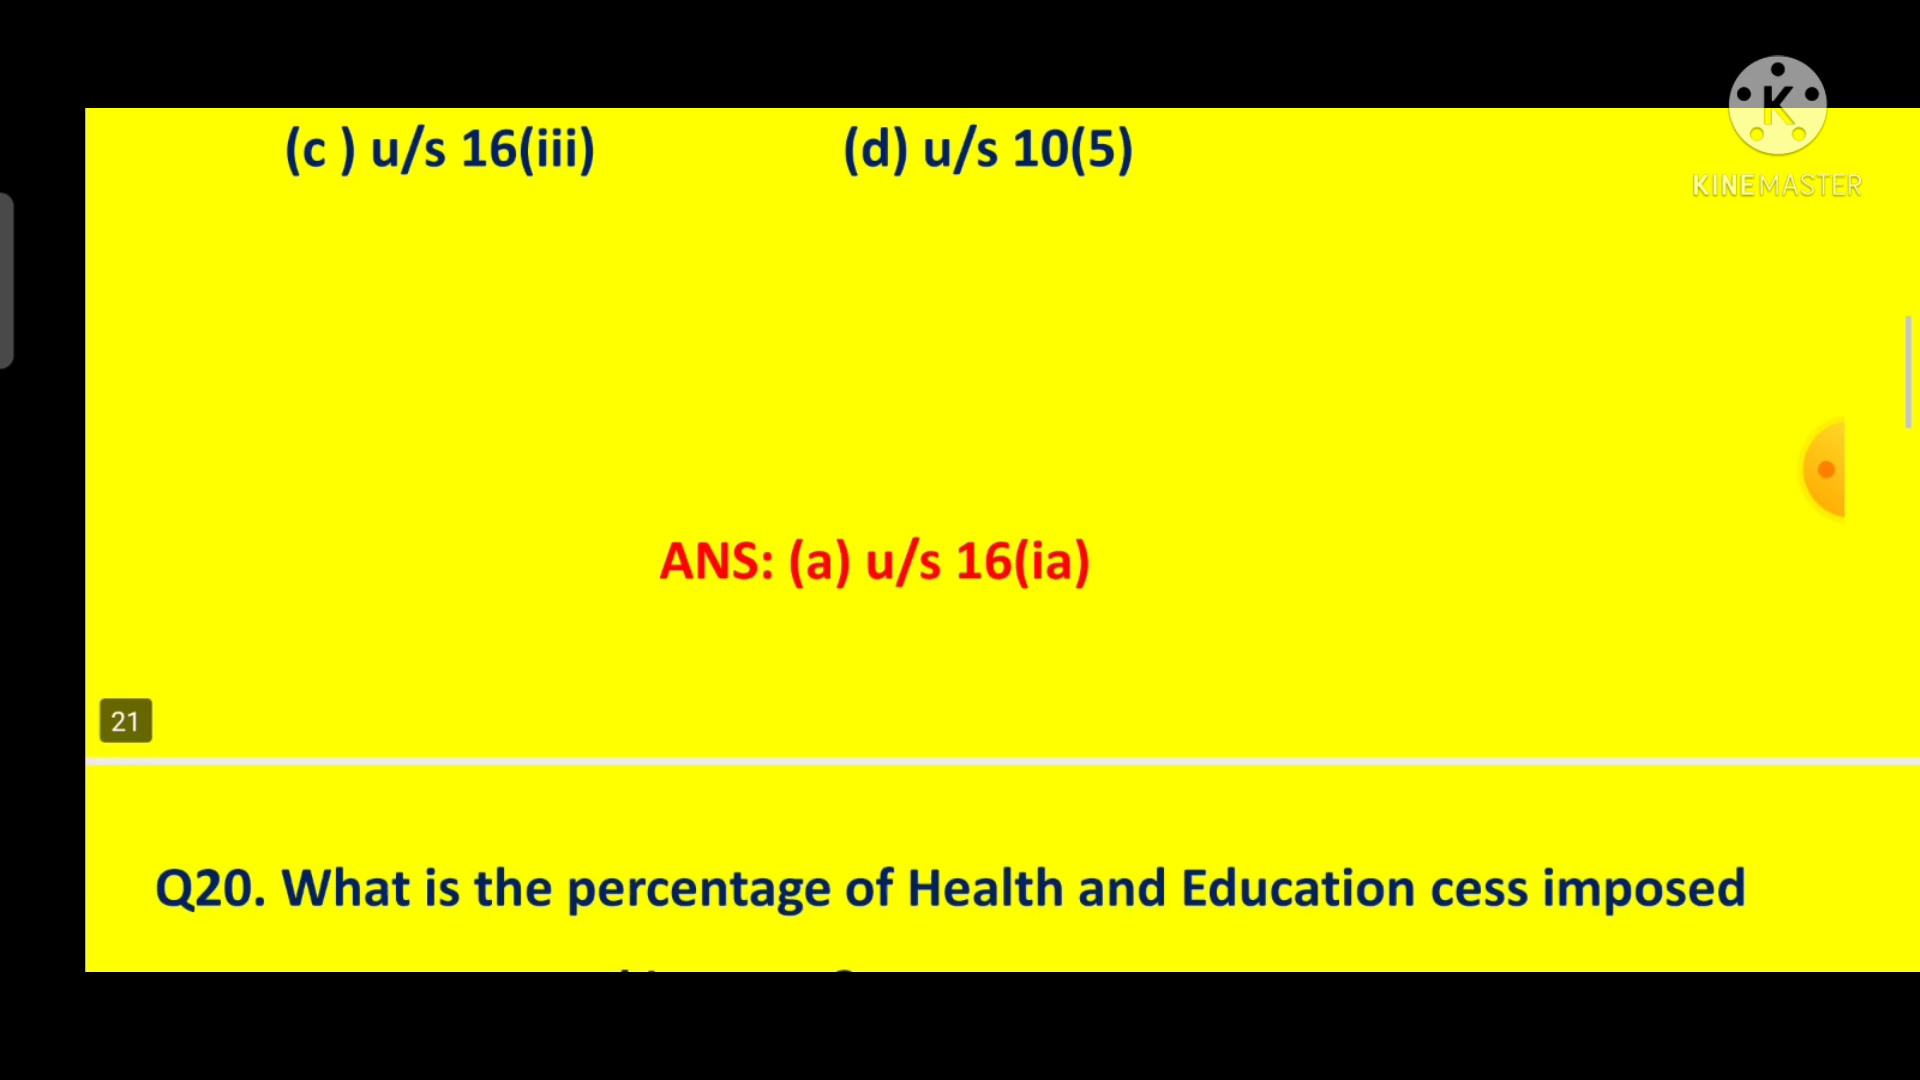 (c ) u/s 16(iii) (d) u/s 10(5)
KINEMASTER
ANS: (a) u/s 16(ia)
21
Q20. What is the percentage of Health and Education cess imposed